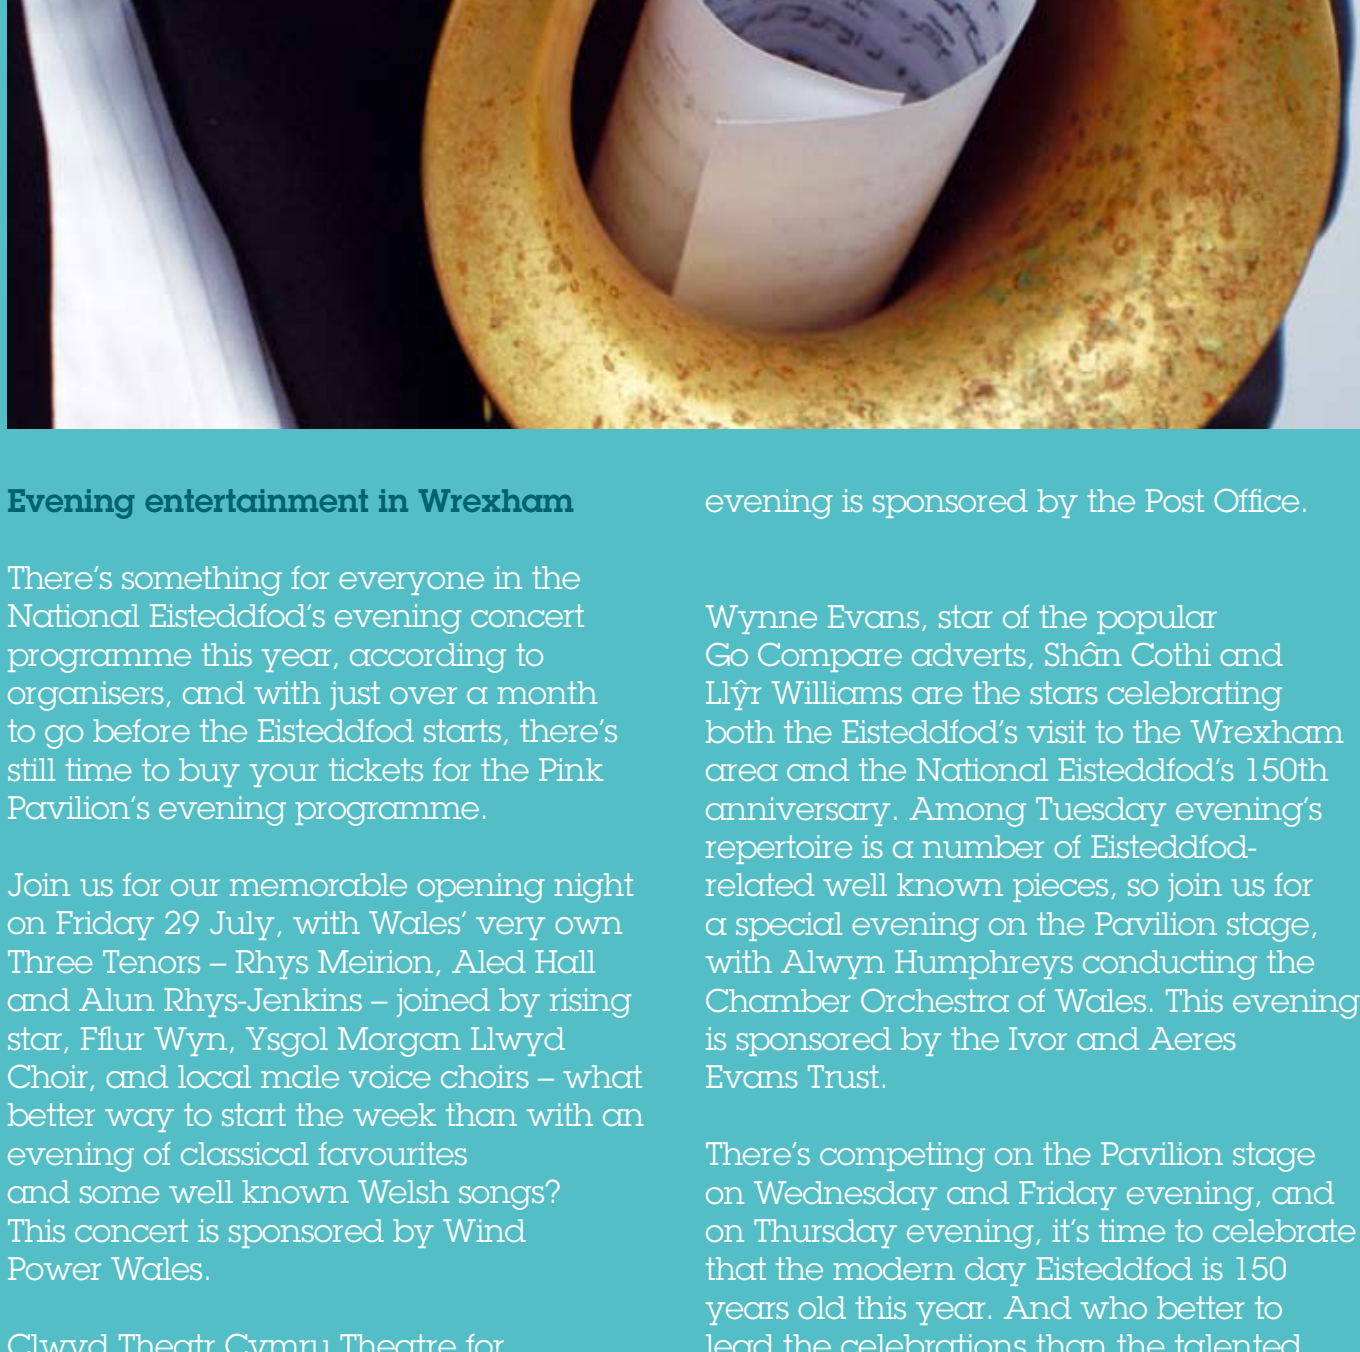 Evening entertainment in Wrexham
There's something for everyone in the
National Eisteddfod's evening concert
programme this year, according to
organisers, and with just over a month
to go before the Eisteddfod starts, there's
still time to buy your tickets for the Pink
Pavilion's evening programme.
Join us for our memorable opening night
on Friday 29 July, with Wales' very own
Three Tenors – Rhys Meirion, Aled Hall
and Alun Rhys-Jenkins – joined by rising
star, Fflur Wyn, Ysgol Morgan Llwyd
Choir, and local male voice choirs – what
better way to start the week than with an
evening of classical favourites
and some well known Welsh songs?
This concert is sponsored by Wind
Power Wales.
Clwyd Theatr Cymru Theatre for
evening is sponsored by the Post Office.
Wynne Evans, star of the popular
Go Compare adverts, Shân Cothi and
Llŷr Williams are the stars celebrating
both the Eisteddfod's visit to the Wrexham
area and the National Eisteddfod's 150th
anniversary. Among Tuesday evening's
repertoire is a number of Eisteddfod-
related well known pieces, so join us for
a special evening on the Pavilion stage,
with Alwyn Humphreys conducting the
Chamber Orchestra of Wales. This evening
is sponsored by the Ivor and Aeres
Evans Trust.
There's competing on the Pavilion stage
on Wednesday and Friday evening, and
on Thursday evening, it's time to celebrate
that the modern day Eisteddfod is 150
years old this year. And who better to
lead the celebrations than the talented